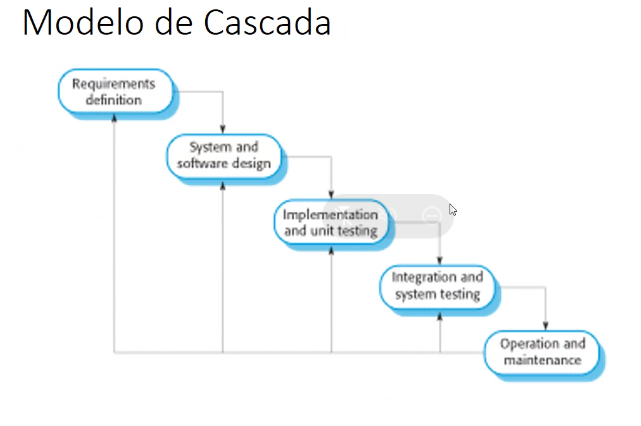 Modelo de Cascada
Requirements
definition
System and
software design
Implementation
and unit testing
Integration and
system testing
Operation and
maintenance